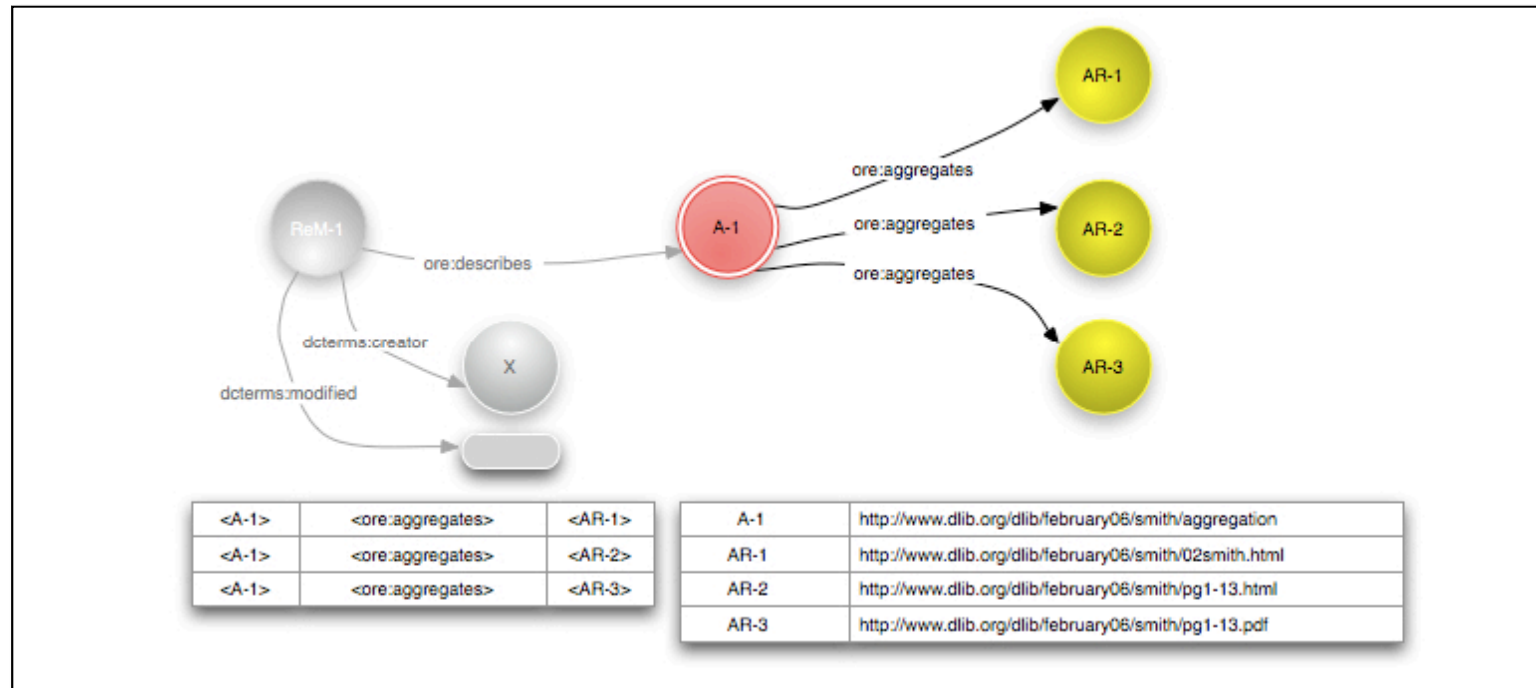 AR-1
ore:aggregates
ReM-1
A-1
ore:aggregates
AR-2
ore:describes
ore:aggregates
dcterms:creator
X
AR-3
dcterms:modified
<A-1> <ore:aggregates> <AR-1>
<A-1> <ore:aggregates> <AR-2>
<A-1> <ore:aggregates> <AR-3>
A-1 http://www.dlib.org/dlib/february06/smith/aggregation
AR-1 http://www.dlib.org/dlib/february06/smith/02smith.html
AR-2 http://www.dlib.org/dlib/february06/smith/pg1-13.html
AR-3 http://www.dlib.org/dlib/february06/smith/pg1-13.pdf